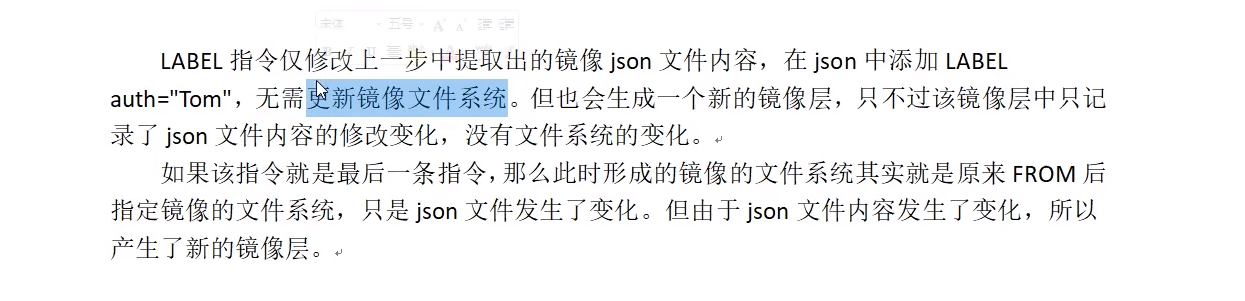 宋体 五号 A A
LABEL 指令仅修改上一步中提取出的镜像 json 文件内容，在 json 中添加 LABEL
auth="Tom"，无需更新镜像文件系统。但也会生成一个新的镜像层，只不过该镜像层中只记
录了 json 文件内容的修改变化，没有文件系统的变化。
如果该指令就是最后一条指令，那么此时形成的镜像的文件系统其实就是原来 FROM 后
指定镜像的文件系统，只是 json 文件发生了变化。但由于 json 文件内容发生了变化，所以
产生了新的镜像层。